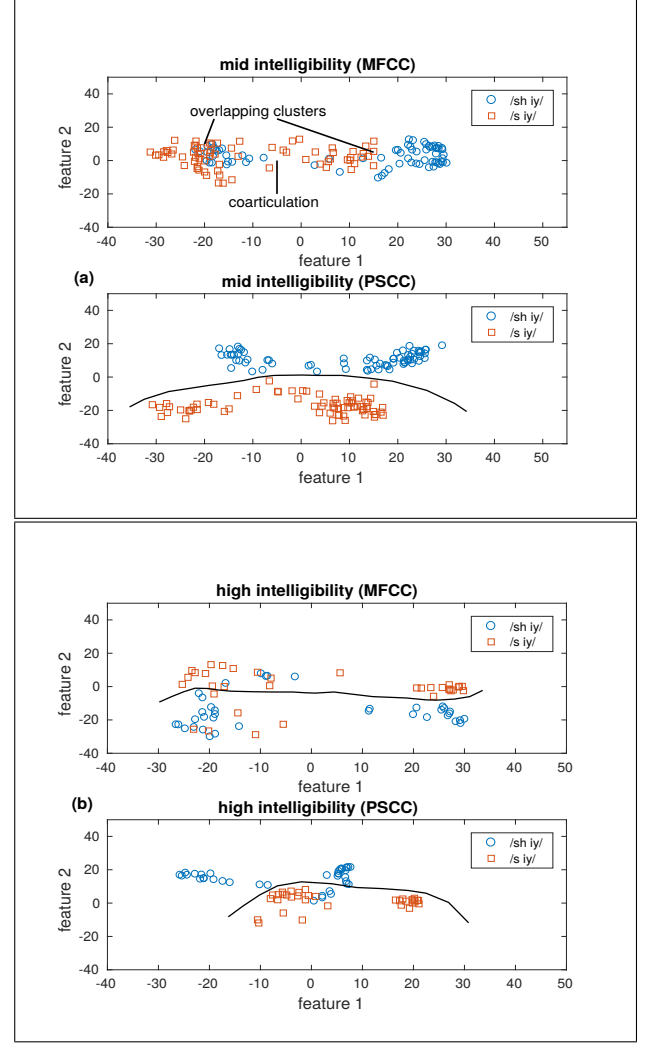 mid intelligibility (MFCC)
40
20
0
-20
-40
feature 2
overlapping clusters
coarticulation
/sh iy/
/s iy/
-40 -30 -20 -10 0 10 20 30 40 50
feature 1
(a)
mid intelligibility (PSCC)
40
20
0
-20
-40
feature 2
/sh iy/
/s iy/
-40 -30 -20 -10 0 10 20 30 40 50
feature 1
high intelligibility (MFCC)
40
20
0
-20
-40
feature 2
/sh iy/
/s iy/
-40 -30 -20 -10 0 10 20 30 40 50
feature 1
(b)
high intelligibility (PSCC)
40
20
0
-20
-40
feature 2
/sh iy/
/s iy/
-40 -30 -20 -10 0 10 20 30 40 50
feature 1